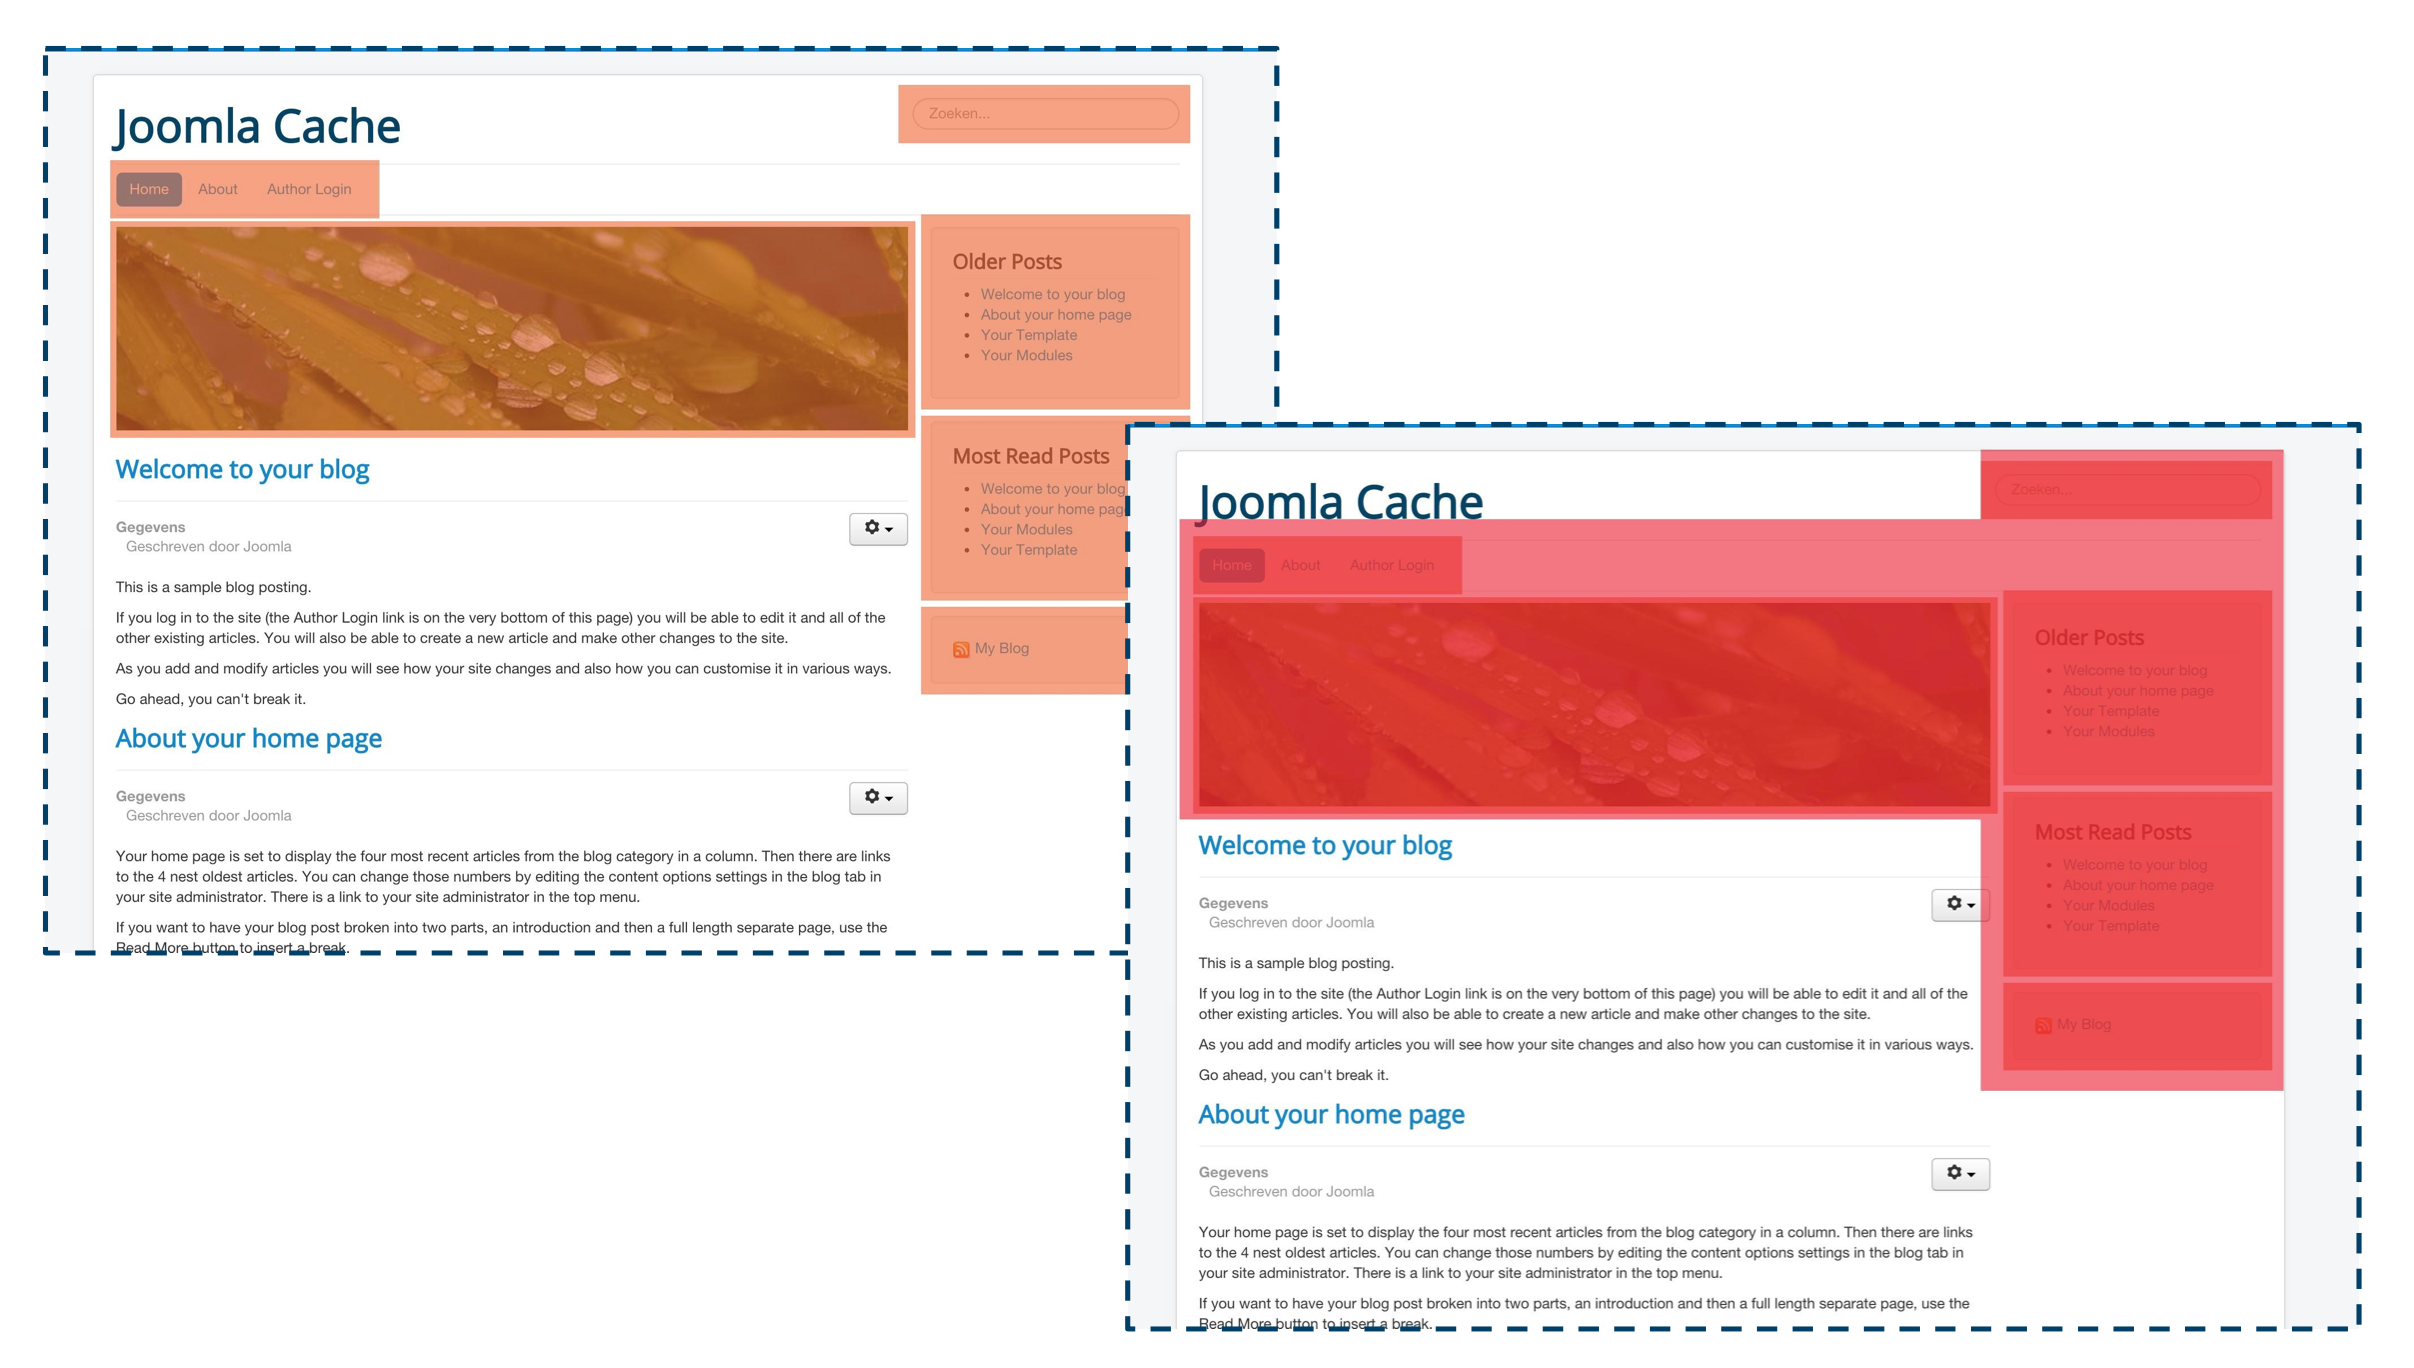 Joomla Cache
Zoeken...
Home About Author Login
Older Posts
Welcome to your blog
About your home page
Your Template
Your Modules
Most Read Posts
Welcome to your blog
About your home
Your Modules
Your Template
My Blog
Welcome to your blog
Gegevens
Geschreven door Joomla
This is a sample blog posting.
If you log in to the site (the Author Login link is on the very bottom of this page) you will be able to edit it and all of the
other existing articles. You will also be able to create a new article and make other changes to the site.
As you add and modify articles you will see how your site changes and also how you can customise it in various ways.
Go ahead, you can't break it.
About your home page
Gegevens
Geschreven door Joomla
Your home page is set to display the four most recent articles from the blog category in a column. Then there are links
to the 4 nest oldest articles. You can change those numbers by editing the content options settings in the blog tab in
your site administrator. There is a link to your site administrator in the top menu.
If you want to have your blog post broken into two parts, an introduction and then a full length separate page, use the
Read More button to insert a break.
Joomla Cache
Zoeken...
Home About Author Login
Older Posts
Welcome to your blog
About your home page
Your Template
Your Modules
Most Read Posts
Welcome to your blog
About your home page
Your Modules
Your Template
My Blog
Welcome to your blog
Gegevens
Geschreven door Joomla
This is a sample blog posting.
If you log in to the site (the Author Login link is on the very bottom of this page) you will be able to edit it and all of the
other existing articles. You will also be able to create a new article and make other changes to the site.
As you add and modify articles you will see how your site changes and also how you can customise it in various ways.
Go ahead, you can't break it.
About your home page
Gegevens
Geschreven door Joomla
Your home page is set to display the four most recent articles from the blog category in a column. Then there are links
to the 4 nest oldest articles. You can change those numbers by editing the content options settings in the blog tab in
your site administrator. There is a link to your site administrator in the top menu.
If you want to have your blog post broken into two parts, an introduction and then a full length separate page, use the
Read More button to insert a break.